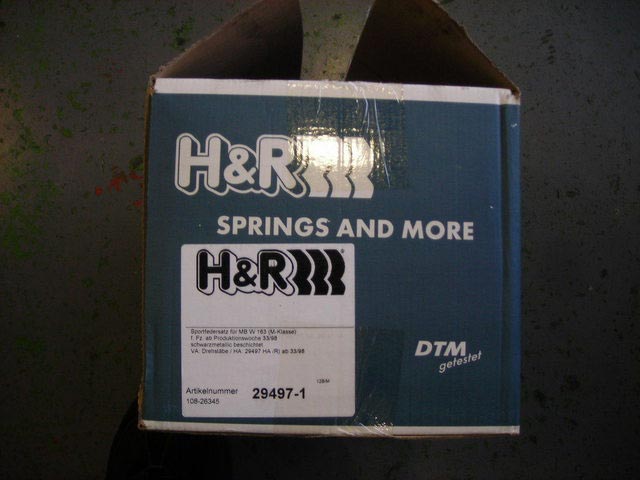 H&R
SPRINGS AND MORE
H&R®
Sportfedersatz für MB W 163 (M-Klasse)
f. Fz. ab Produktionswoche 33/98
schwarzmetallic beschichtet
VA: Drehstäbe / HA: 29497 HA (R) ab 33/98
DTM
getestet
Artikelnummer 29497-1
108-26345